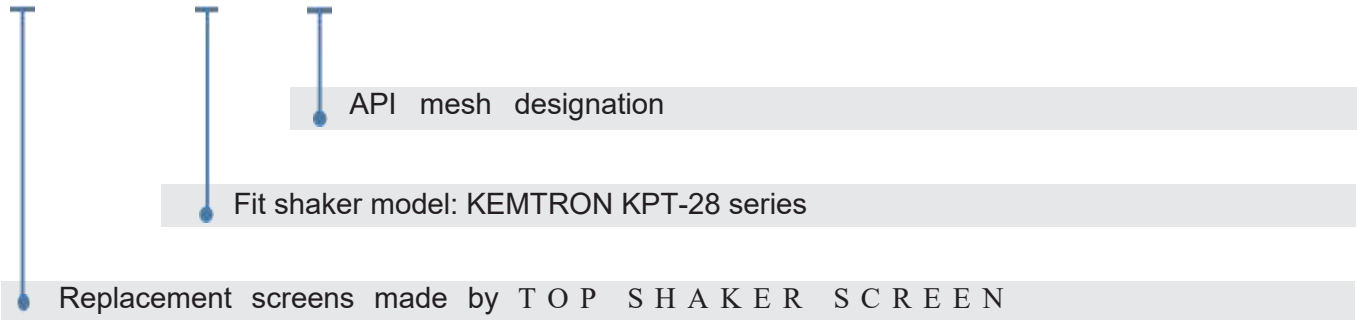 API mesh designation
Fit shaker model: KEMTRON KPT-28 series
Replacement screens made by TOP SHAKER SCREEN